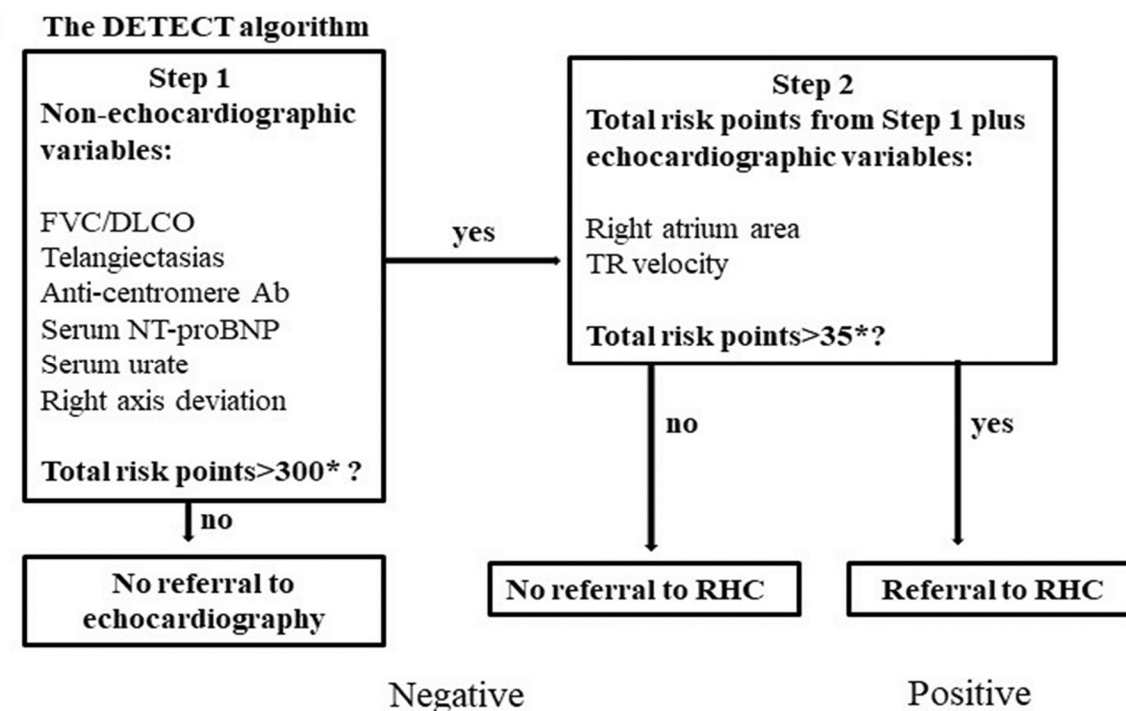 The DETECT algorithm
Step 1
Non-echocardiographic
variables:
FVC/DLCO
Telangiectasias
Anti-centromere Ab
Serum NT-proBNP
Serum urate
Right axis deviation
Total risk points>300* ?
yes
no
No referral to
echocardiography
Step 2
Total risk points from Step 1 plus
echocardiographic variables:
Right atrium area
TR velocity
Total risk points>35*?
no
yes
No referral to RHC
Referral to RHC
Negative
Positive